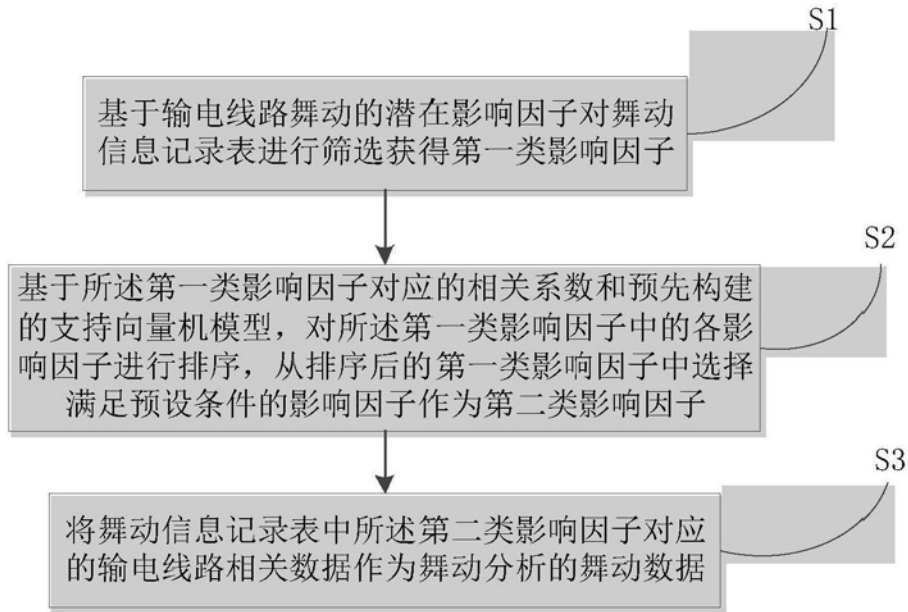 S1
基于输电线路舞动的潜在影响因子对舞动
信息记录表进行筛选获得第一类影响因子
S2
基于所述第一类影响因子对应的相关系数和预先构建
的支持向量机模型，对所述第一类影响因子中的各影
响因子进行排序，从排序后的第一类影响因子中选择
满足预设条件的影响因子作为第二类影响因子
S3
将舞动信息记录表中所述第二类影响因子对应
的输电线路相关数据作为舞动分析的舞动数据